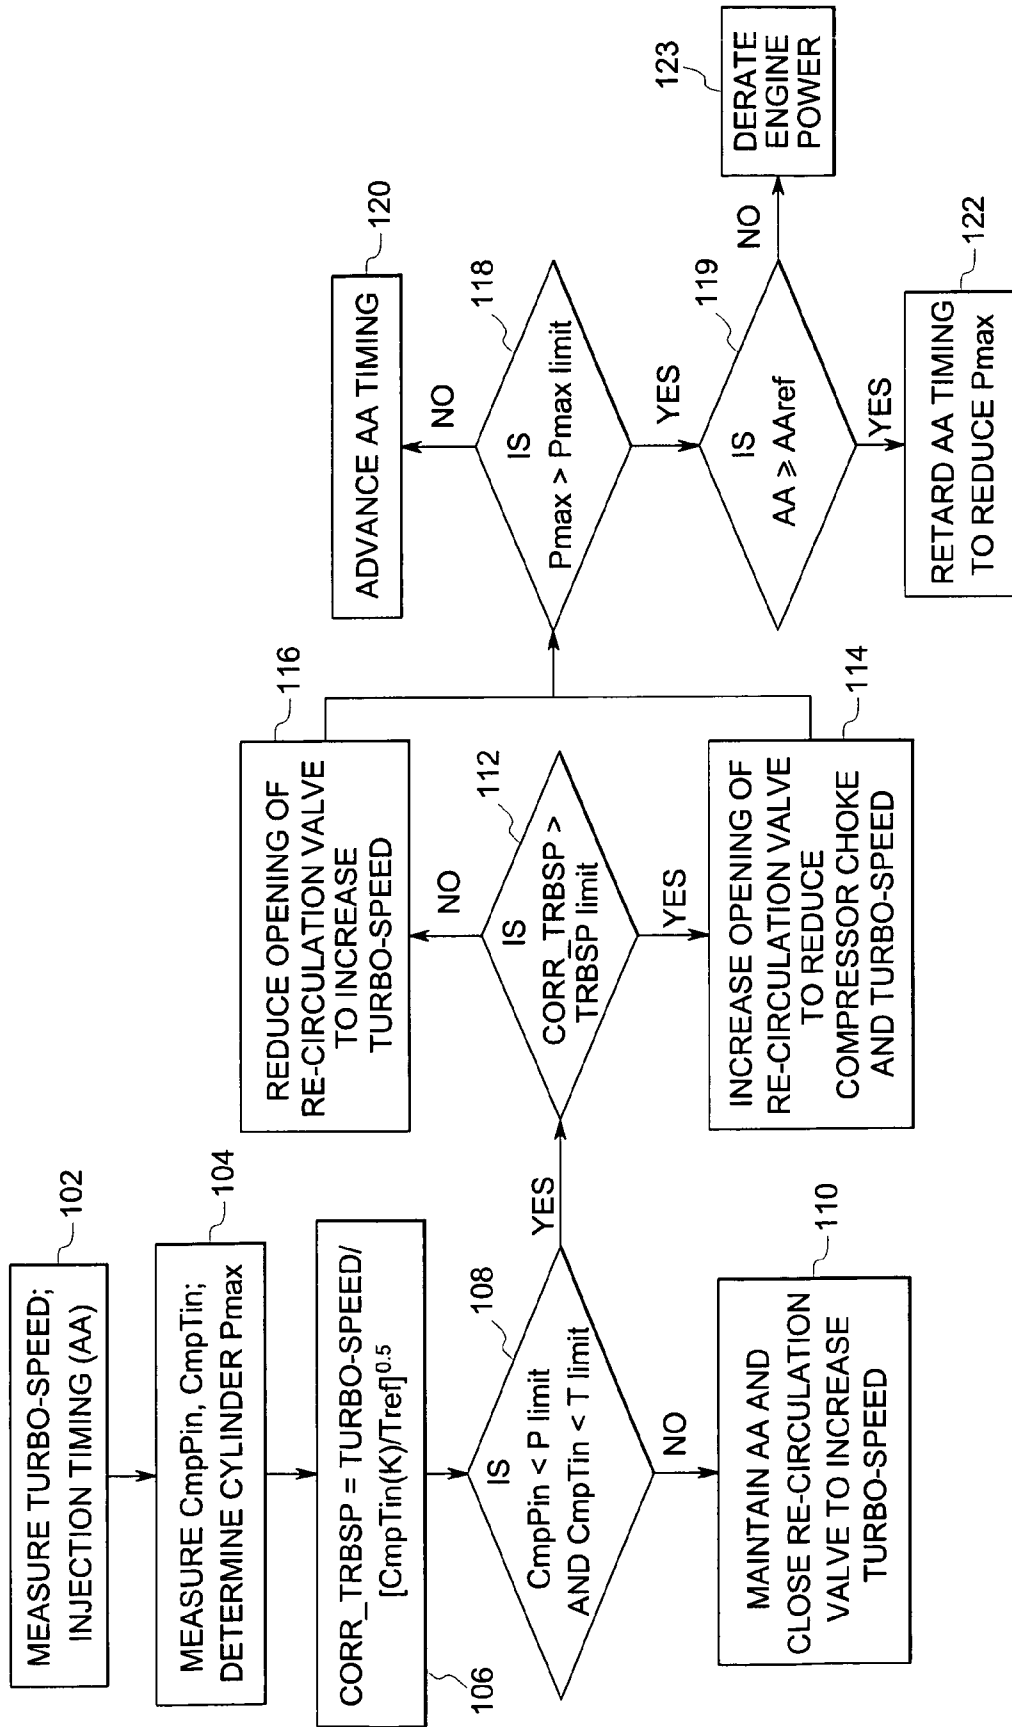 MEASURE TURBO-SPEED;
INJECTION TIMING (AA)
102
MEASURE CmpPin, CmpTin;
DETERMINE CYLINDER Pmax
104
CORR_TRBSP = TURBO-SPEED/
[CmpTin(K)/Tref]^0.5
106
IS
CmpPin < P limit
AND CmpTin < T limit
108
NO
YES
MAINTAIN AA AND
CLOSE RE-CIRCULATION
VALVE TO INCREASE
TURBO-SPEED
110
IS
CORR_TRBSP >
TRBSP limit
112
NO
YES
REDUCE OPENING OF
RE-CIRCULATION VALVE
TO INCREASE
TURBO-SPEED
116
INCREASE OPENING OF
RE-CIRCULATION VALVE
TO REDUCE
COMPRESSOR CHOKE
AND TURBO-SPEED
114
IS
Pmax > Pmax limit
118
NO
YES
ADVANCE AA TIMING
120
IS
AA ⩾ AAref
119
NO
YES
DERATE
ENGINE
POWER
123
RETARD AA TIMING
TO REDUCE Pmax
122